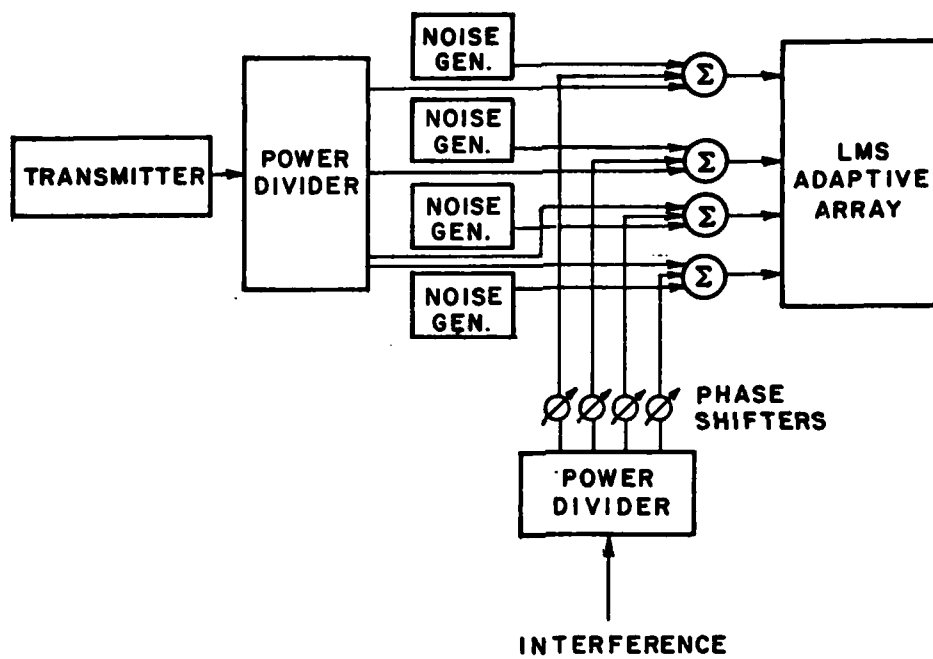 NOISE
GEN.
Σ
NOISE
GEN.
Σ
TRANSMITTER
POWER
DIVIDER
LMS
ADAPTIVE
ARRAY
NOISE
GEN.
Σ
NOISE
GEN.
Σ
PHASE
SHIFTERS
POWER
DIVIDER
INTERFERENCE